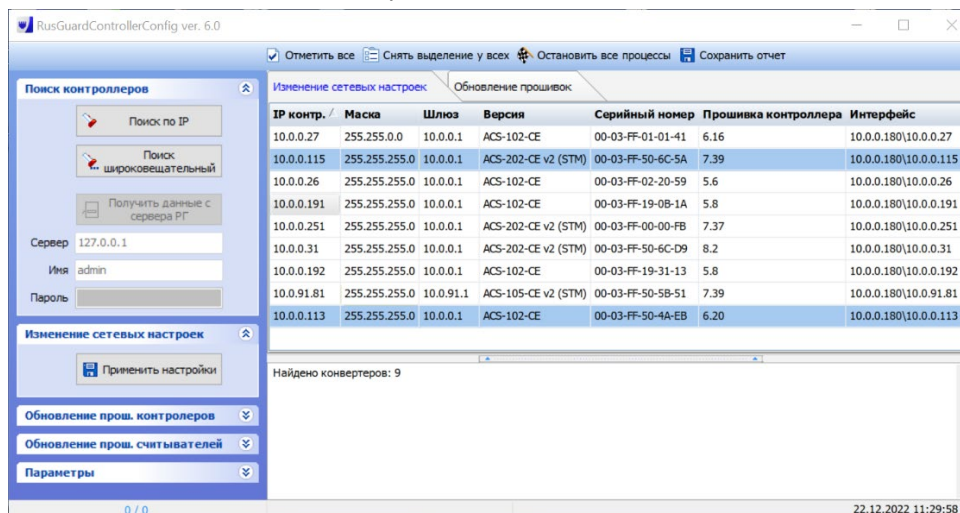 RusGuardControllerConfig ver. 6.0
Отметить все Снять выделение у всех Остановить все процессы Сохранить отчет
Поиск контроллеров
Поиск по IP
Поиск
широковещательный
Получить данные с
сервера РГ
Сервер 127.0.0.1
Имя admin
Пароль
Изменение сетевых настроек
Применить настройки
Обновление прош. контролеров
Обновление прош. считывателей
Параметры
0 / 0
Изменение сетевых настроек Обновление прошивок
IP контр. Маска Шлюз Версия Серийный номер Прошивка контроллера Интерфейс
10.0.0.27 255.255.0.0 10.0.0.1 ACS-102-CE 00-03-FF-01-01-41 6.16 10.0.0.180\10.0.0.27
10.0.0.115 255.255.255.0 10.0.0.1 ACS-202-CE v2 (STM) 00-03-FF-50-6C-5A 7.39 10.0.0.180\10.0.0.115
10.0.0.26 255.255.255.0 10.0.0.1 ACS-102-CE 00-03-FF-02-20-59 5.6 10.0.0.180\10.0.0.26
10.0.0.191 255.255.255.0 10.0.0.1 ACS-102-CE 00-03-FF-19-0B-1A 5.8 10.0.0.180\10.0.0.191
10.0.0.251 255.255.255.0 10.0.0.1 ACS-202-CE v2 (STM) 00-03-FF-00-00-FB 7.37 10.0.0.180\10.0.0.251
10.0.0.31 255.255.255.0 10.0.0.1 ACS-202-CE v2 (STM) 00-03-FF-50-6C-D9 8.2 10.0.0.180\10.0.0.31
10.0.0.192 255.255.255.0 10.0.0.1 ACS-102-CE 00-03-FF-19-31-13 5.8 10.0.0.180\10.0.0.192
10.0.91.81 255.255.255.0 10.0.91.1 ACS-105-CE v2 (STM) 00-03-FF-50-5B-51 7.39 10.0.0.180\10.0.91.81
10.0.0.113 255.255.255.0 10.0.0.1 ACS-102-CE 00-03-FF-50-4A-EB 6.20 10.0.0.180\10.0.0.113
Найдено конвертеров: 9
22.12.2022 11:29:58